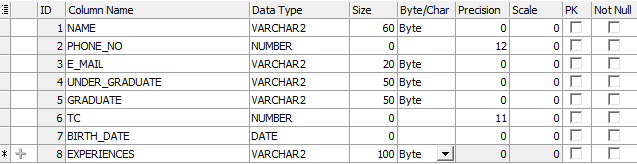 ID Column Name Data Type Size Byte/Char Precision Scale PK Not Null
1 NAME VARCHAR2 60 Byte 0 0
2 PHONE_NO NUMBER 0 12 0
3 E_MAIL VARCHAR2 20 Byte 0 0
4 UNDER_GRADUATE VARCHAR2 50 Byte 0 0
5 GRADUATE VARCHAR2 50 Byte 0 0
6 TC NUMBER 0 11 0
7 BIRTH_DATE DATE 0 0 0
* 8 EXPERIENCES VARCHAR2 100 Byte 0 0